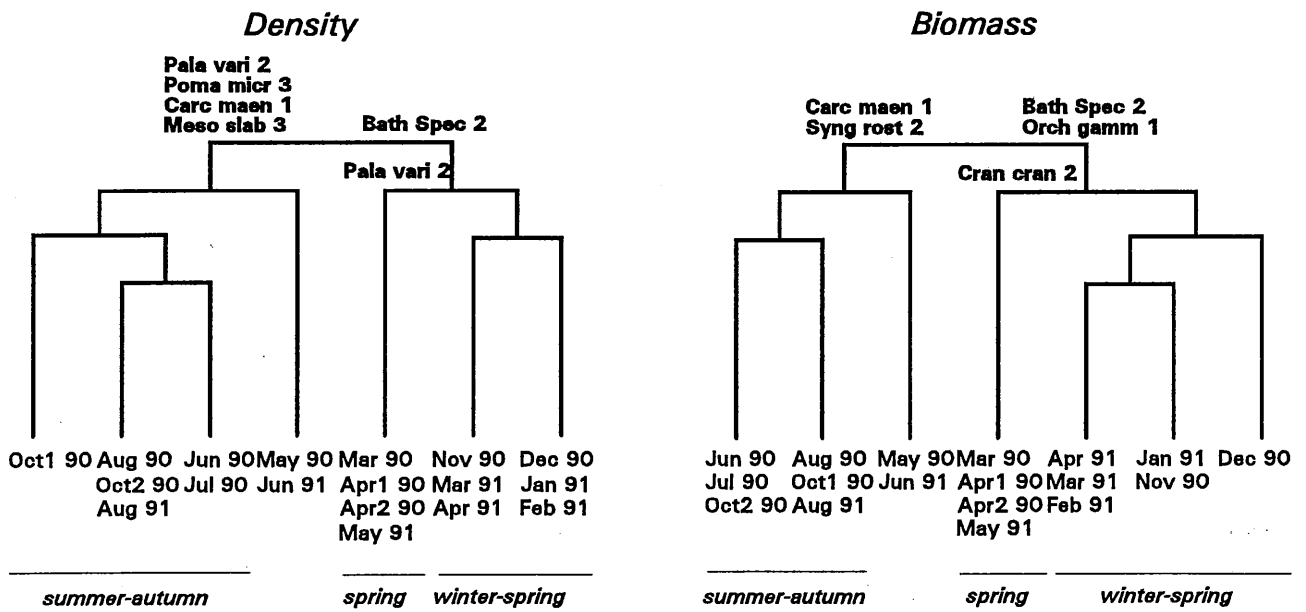 Density
Pala vari 2
Poma micr 3
Carc maen 1
Meso slab 3
Bath Spec 2
Pala vari 2
Oct1 90 Aug 90 Jun 90 May 90 Mar 90 Nov 90 Dec 90
Oct2 90 Jul 90 Jun 91 Apr1 90 Mar 91 Jan 91
Aug 91 Apr2 90 Apr 91 Feb 91
May 91
summer-autumn spring winter-spring
Biomass
Carc maen 1
Syng rost 2
Bath Spec 2
Orch gamm 1
Cran cran 2
Jun 90 Aug 90 May 90 Mar 90 Apr 91 Jan 91 Dec 90
Jul 90 Oct1 90 Jun 91 Apr1 90 Mar 91 Nov 90
Oct2 90 Aug 91 Apr2 90 Feb 91
May 91
summer-autumn spring winter-spring